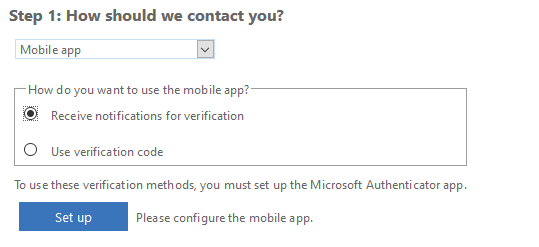 Step 1: How should we contact you?
Mobile app
How do you want to use the mobile app?
Receive notifications for verification
Use verification code
To use these verification methods, you must set up the Microsoft Authenticator app.
Set up Please configure the mobile app.